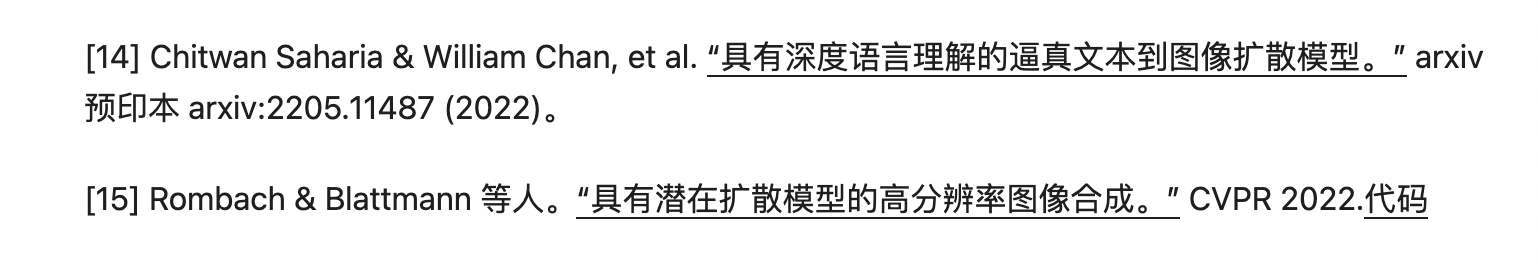 [14] Chitwan Saharia & William Chan, et al. “具有深度语言理解的逼真文本到图像扩散模型。” arxiv
预印本 arxiv:2205.11487 (2022)。
[15] Rombach & Blattmann 等人。“具有潜在扩散模型的高分辨率图像合成。” CVPR 2022.代码